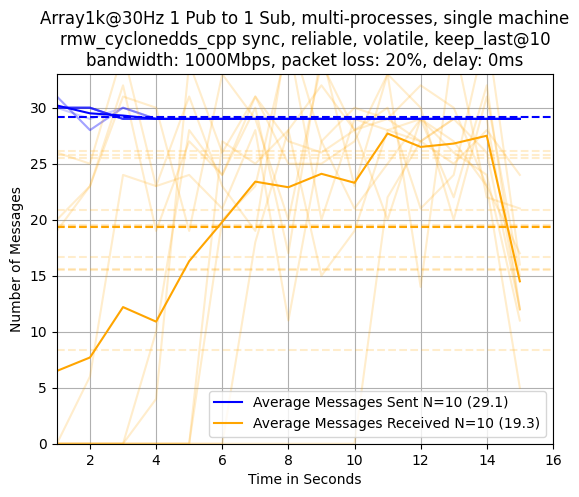 Array1k@30Hz 1 Pub to 1 Sub, multi-processes, single machine
rmw_cyclonedds_cpp sync, reliable, volatile, keep_last@10
bandwidth: 1000Mbps, packet loss: 20%, delay: 0ms
Number of Messages
30
25
20
15
10
5
0
Average Messages Sent N=10 (29.1)
Average Messages Received N=10 (19.3)
2 4 6 8 10 12 14 16
Time in Seconds